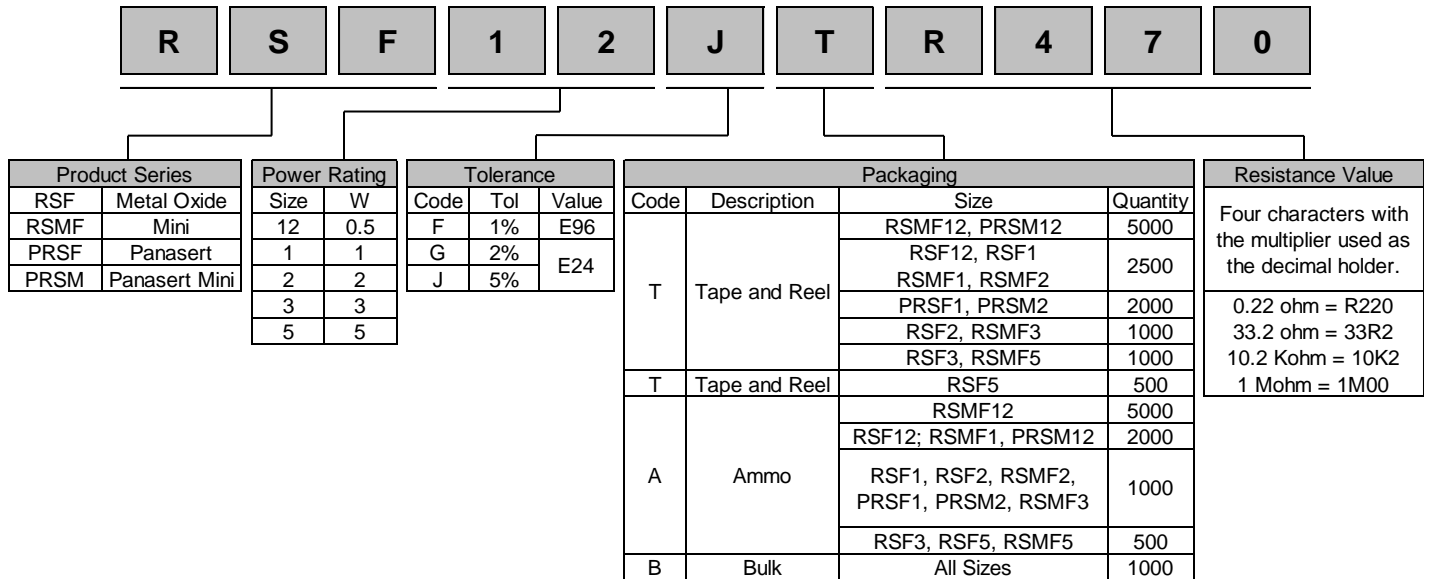 R S F 1 2 J T R 4 7 0
Product Series
RSF Metal Oxide
RSMF Mini
PRSF Panasert
PRSM Panasert Mini
Power Rating
Size W
12 0.5
1 1
2 2
3 3
5 5
Tolerance
Code Tol Value
F 1% E96
G 2% E24
J 5%
Packaging
Code Description Size Quantity
T Tape and Reel RSMF12, PRSM12 5000
RSF12, RSF1
RSMF1, RSMF2 2500
PRSF1, PRSM2 2000
RSF2, RSMF3 1000
RSF3, RSMF5 1000
T Tape and Reel RSF5 500
A Ammo RSMF12 5000
RSF12; RSMF1, PRSM12 2000
RSF1, RSF2, RSMF2,
PRSF1, PRSM2, RSMF3 1000
RSF3, RSF5, RSMF5 500
B Bulk All Sizes 1000
Resistance Value
Four characters with
the multiplier used as
the decimal holder.
0.22 ohm = R220
33.2 ohm = 33R2
10.2 Kohm = 10K2
1 Mohm = 1M00